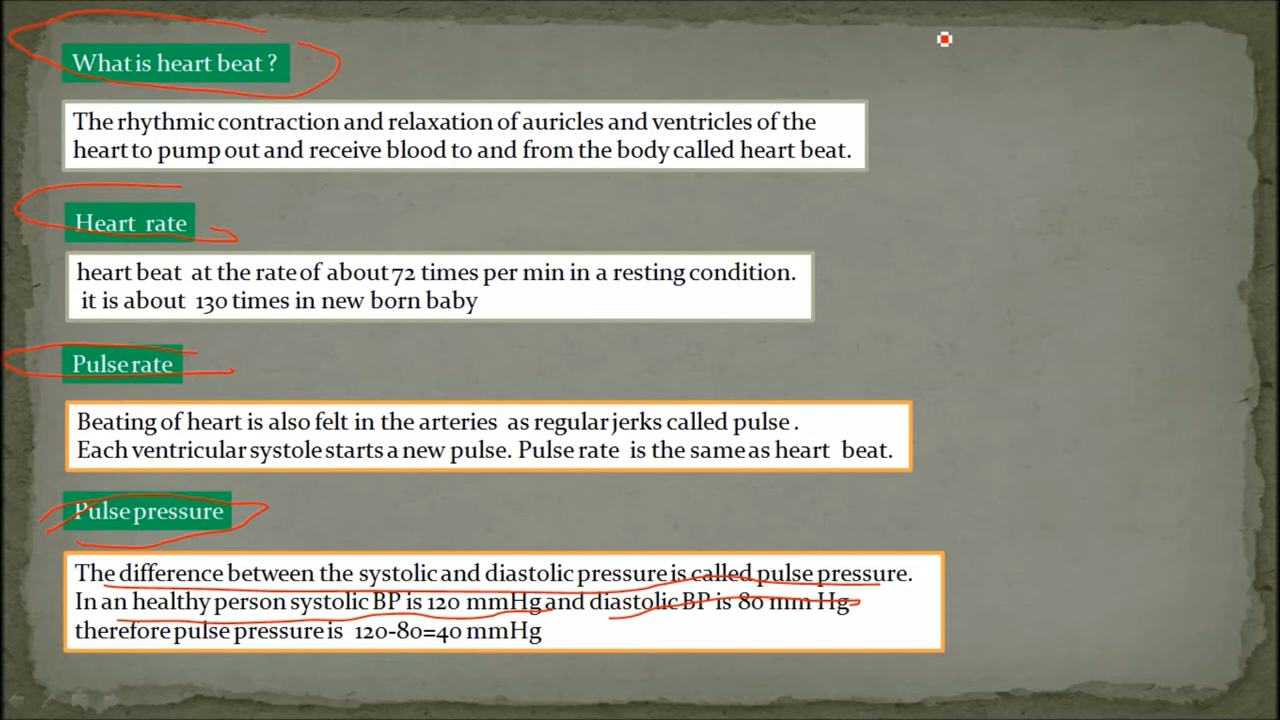 What is heart beat ?
The rhythmic contraction and relaxation of auricles and ventricles of the
heart to pump out and receive blood to and from the body called heart beat.
Heart rate
heart beat at the rate of about 72 times per min in a resting condition.
it is about 130 times in new born baby
Pulse rate
Beating of heart is also felt in the arteries as regular jerks called pulse .
Each ventricular systole starts a new pulse. Pulse rate is the same as heart beat.
Pulse pressure
The difference between the systolic and diastolic pressure is called pulse pressure.
In an healthy person systolic BP is 120 mmHg and diastolic BP is 80 mm Hg
therefore pulse pressure is 120-80=40 mmHg